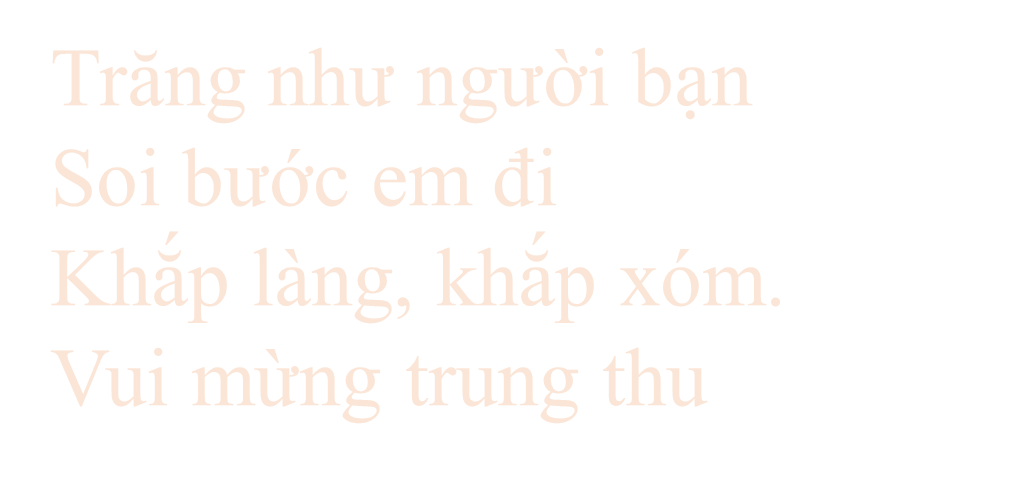 Trăng như người bạn
Soi bước em đi
Khắp làng, khắp xóm.
Vui mừng trung thu